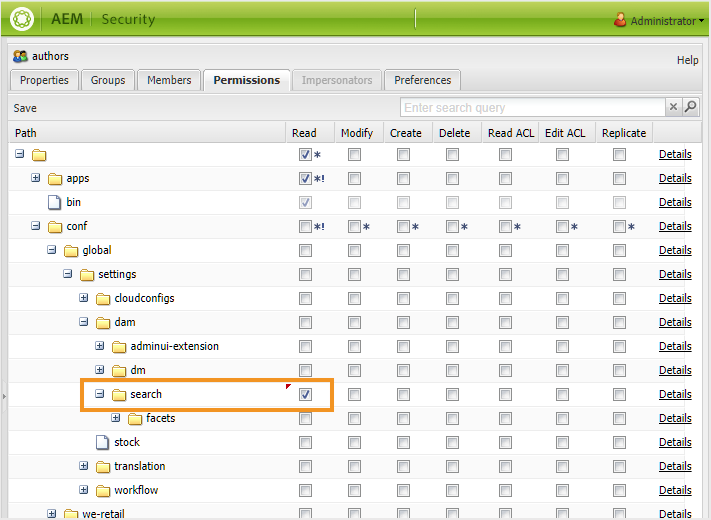 AEM Security Administrator
authors
Help
Properties Groups Members Permissions Impersonators Preferences
Save Enter search query
Path Read Modify Create Delete Read ACL Edit ACL Replicate
* Details
apps *! Details
bin Details
conf *! * * * * * * Details
global Details
settings Details
cloudconfigs Details
dam Details
adminui-extension Details
dm Details
search Details
facets Details
stock Details
translation Details
workflow Details
we-retail Details